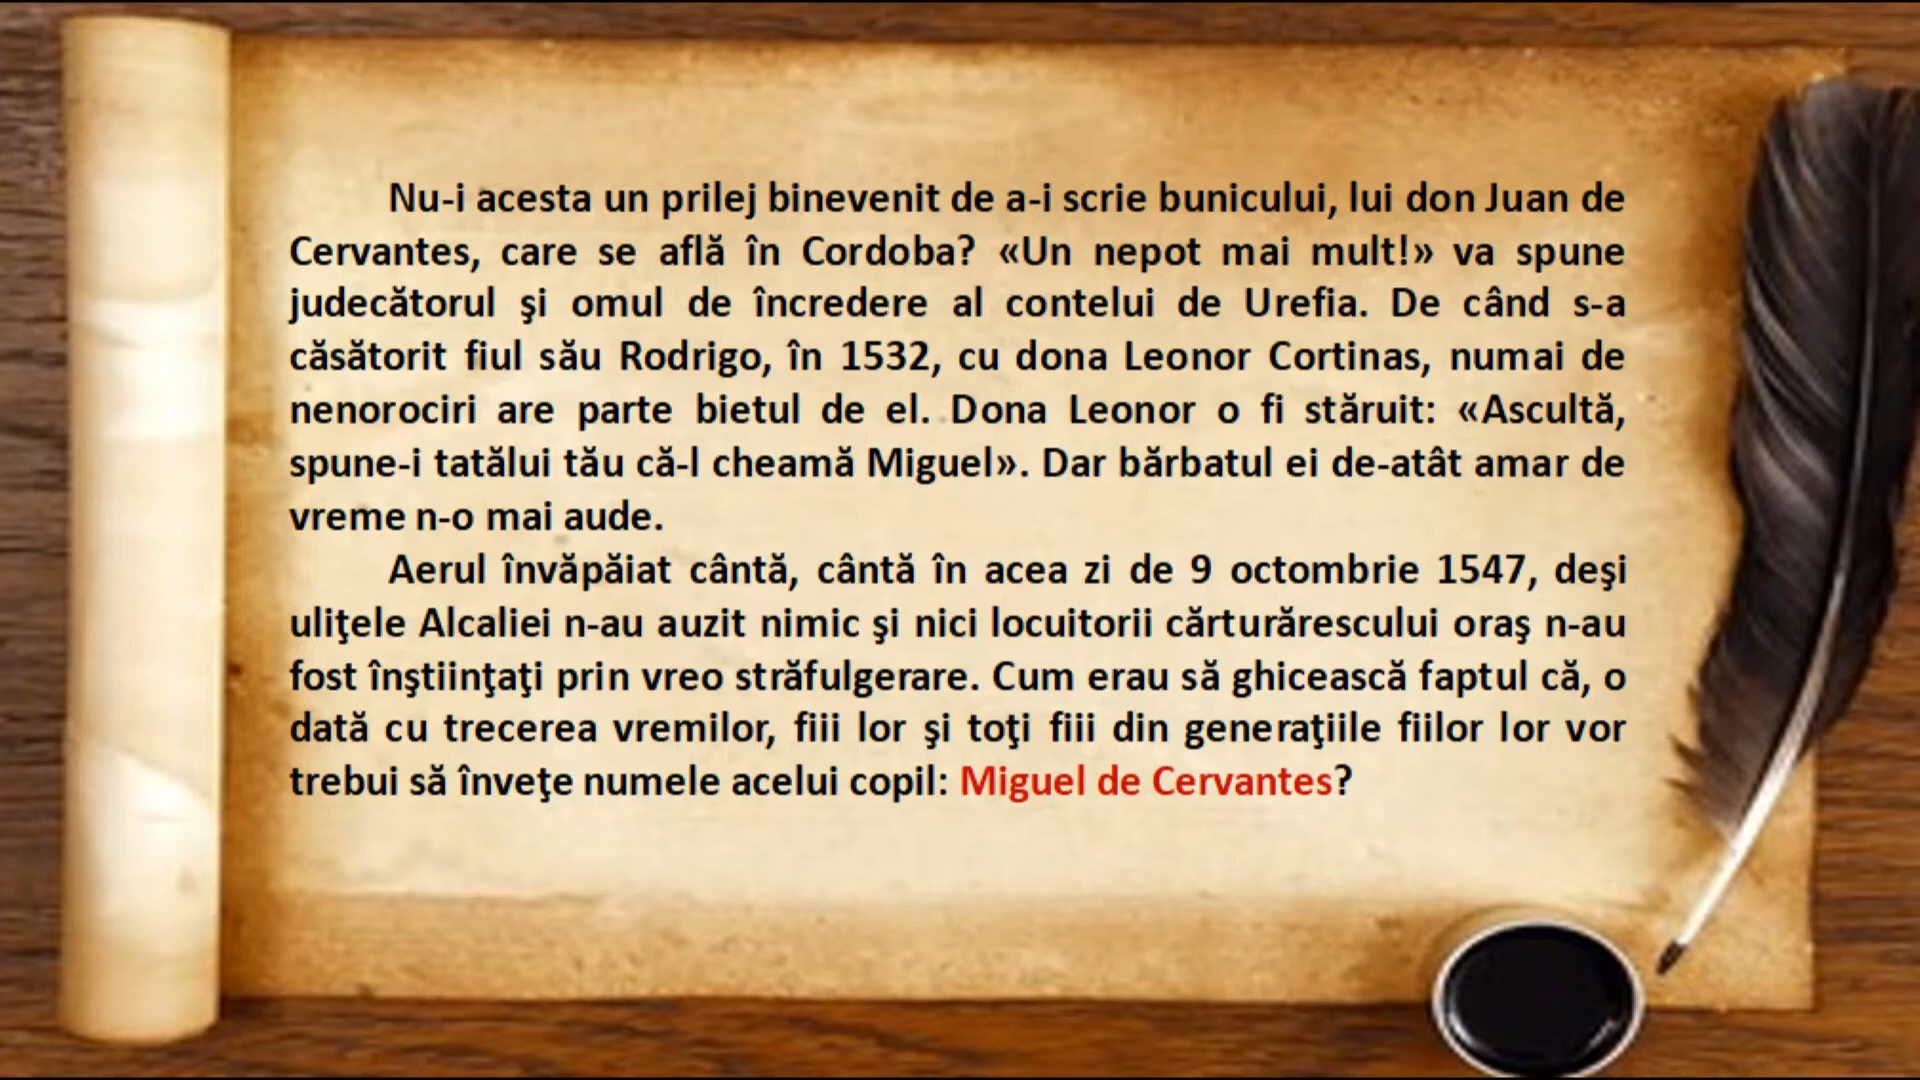 Nu-i acesta un prilej binevenit de a-i scrie bunicului, lui don Juan de
Cervantes, care se află în Cordoba? «Un nepot mai mult!» va spune
judecătorul şi omul de încredere al contelui de Urefia. De când s-a
căsătorit fiul său Rodrigo, în 1532, cu dona Leonor Cortinas, numai de
nenorociri are parte bietul de el. Dona Leonor o fi stăruit: «Ascultă,
spune-i tatălui tău că-l cheamă Miguel». Dar bărbatul ei de-atât amar de
vreme n-o mai aude.
Aerul învăpăiat cântă, cântă în acea zi de 9 octombrie 1547, deşi
uliţele Alcaliei n-au auzit nimic şi nici locuitorii cărturărescului oraş n-au
fost înştiinţaţi prin vreo străfulgerare. Cum erau să ghicească faptul că, o
dată cu trecerea vremilor, fiii lor şi toţi fiii din generaţiile fiilor lor vor
trebui să înveţe numele acelui copil: Miguel de Cervantes?